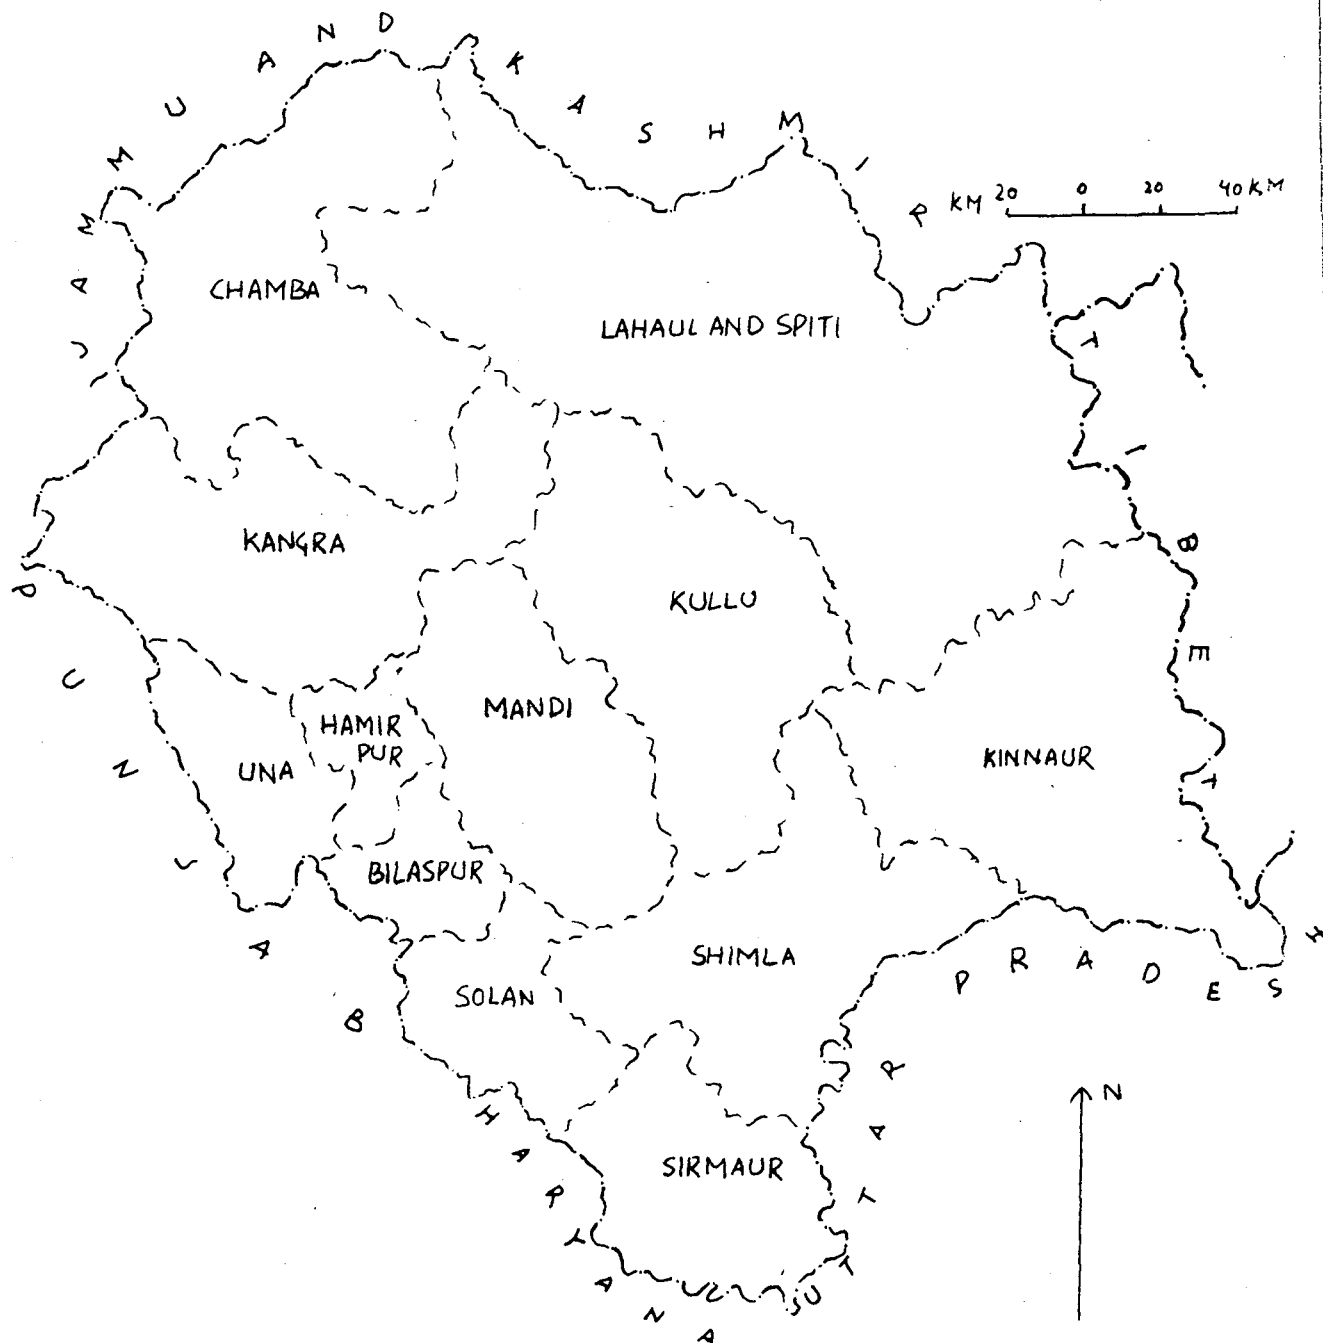 JAMMU AND KASHMIR
KM 20 0 20 40 KM
CHAMBA
LAHAUL AND SPITI
TIBET
KANGRA
KULLU
PUNJAB
MANDI
HAMIR
PUR
UNA
KINNAUR
BILASPUR
SHIMLA
SOLAN
UTTAR PRADESH
N
SIRMAUR
HARYANA